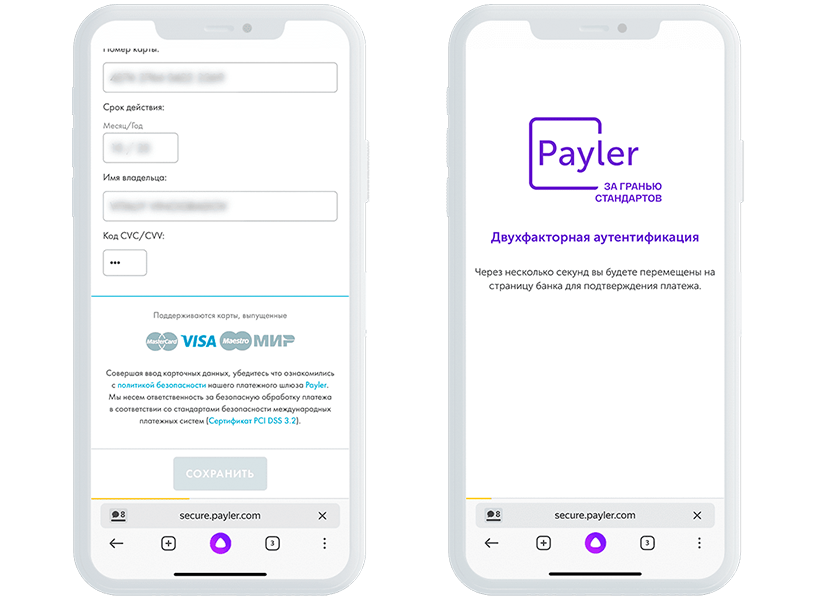 Номер карты:
Срок действия:
Месяц/Год
Имя владельца:
Код CVC/CVV:
•••
Поддерживаются карты, выпущенные
MasterCard VISA Maestro МИР
Совершая ввод карточных данных, убедитесь что ознакомились
с политикой безопасности нашего платежного шлюза Payler.
Мы несем ответственность за безопасную обработку платежа
в соответствии со стандартами безопасности международных
платежных систем (Сертификат PCI DSS 3.2).
СОХРАНИТЬ
8 secure.payler.com
3
Payler
ЗА ГРАНЬЮ
СТАНДАРТОВ
Двухфакторная аутентификация
Через несколько секунд вы будете перемещены на
страницу банка для подтверждения платежа.
8 secure.payler.com
3